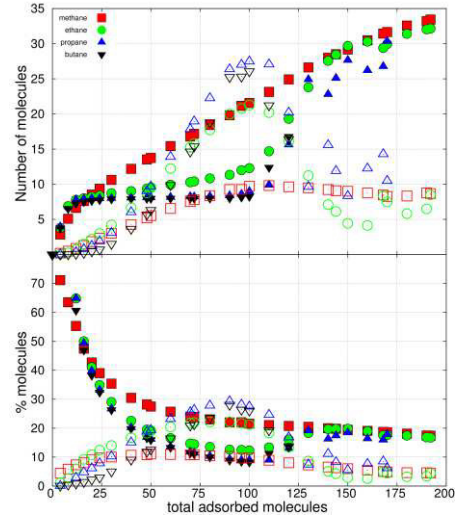 35
30
25
20
15
10
5
Number of molecules
methane
ethane
propane
butane
70
60
50
40
30
20
10
0
% molecules
0 25 50 75 100 125 150 175 200
total adsorbed molecules